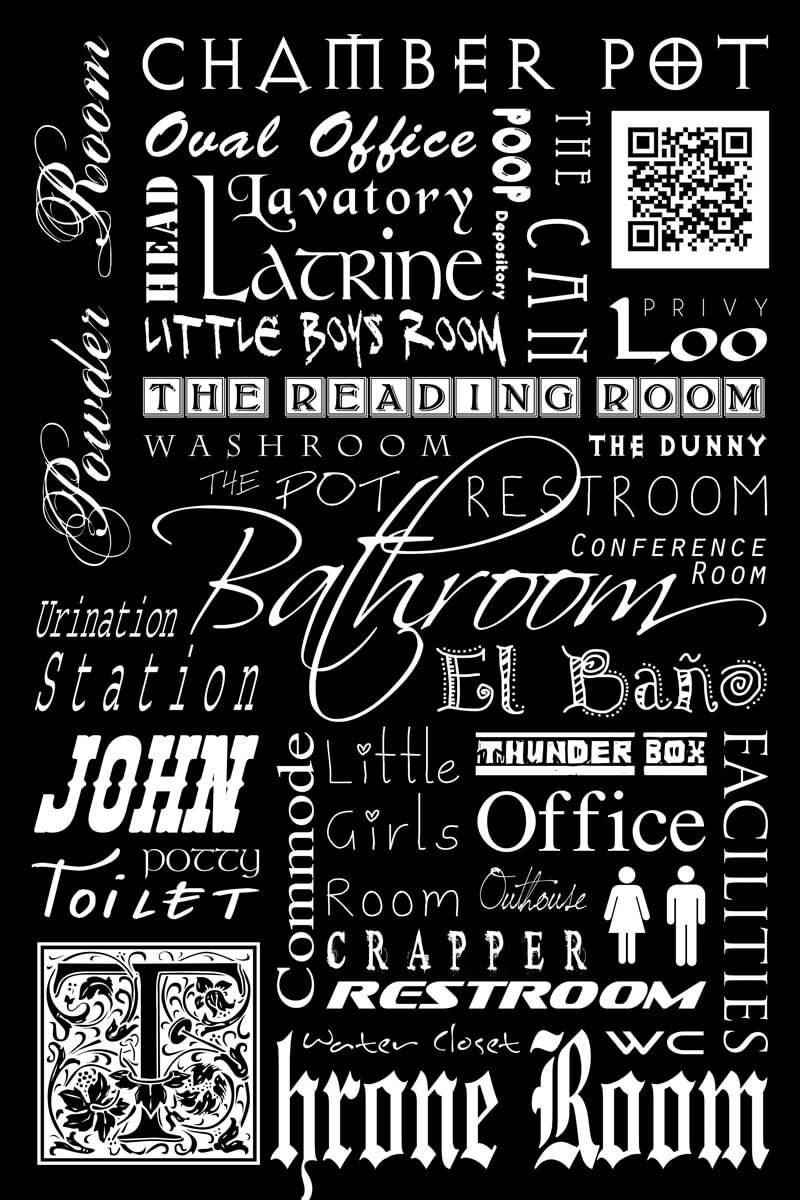 CHAMBER POT
Powder Room
Oval Office
POOP
Depository
THE CAN
HEAD
Lavatory
Latrine
LITTLE BOYS ROOM
PRIVY
Loo
THE READING ROOM
WASHROOM
THE DUNNY
THE POT
RESTROOM
Bathroom
CONFERENCE
ROOM
Urination
Station
El Baño
JOHN
potty
TOiLET
Commode
Little
Girls
Room
THUNDER BOX
Office
Outhouse
FACILITIES
CRAPPER
RESTROOM
Water Closet
WC
Throne Room